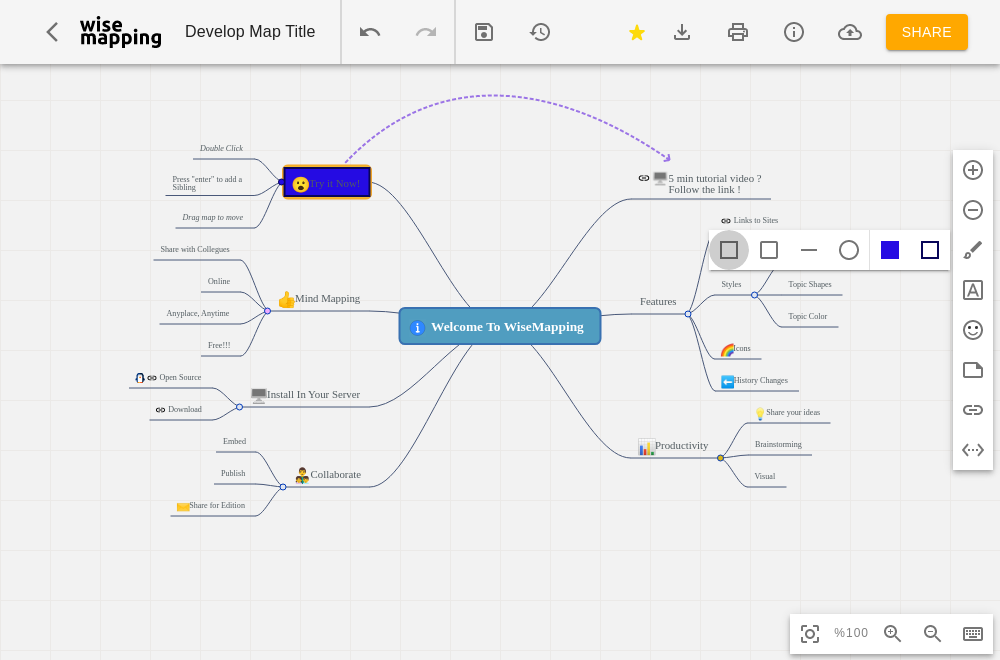 wise
mapping
Develop Map Title
SHARE
Double Click
Press "enter" to add a
Sibling
Drag map to move
Try it Now!
5 min tutorial video ?
Follow the link !
Links to Sites
Share with Collegues
Online
Anyplace, Anytime
Free!!!
Mind Mapping
Features
Styles
Topic Shapes
Topic Color
Icons
History Changes
Welcome To WiseMapping
Open Source
Download
Install In Your Server
Embed
Publish
Share for Edition
Collaborate
Productivity
Share your ideas
Brainstorming
Visual
%100